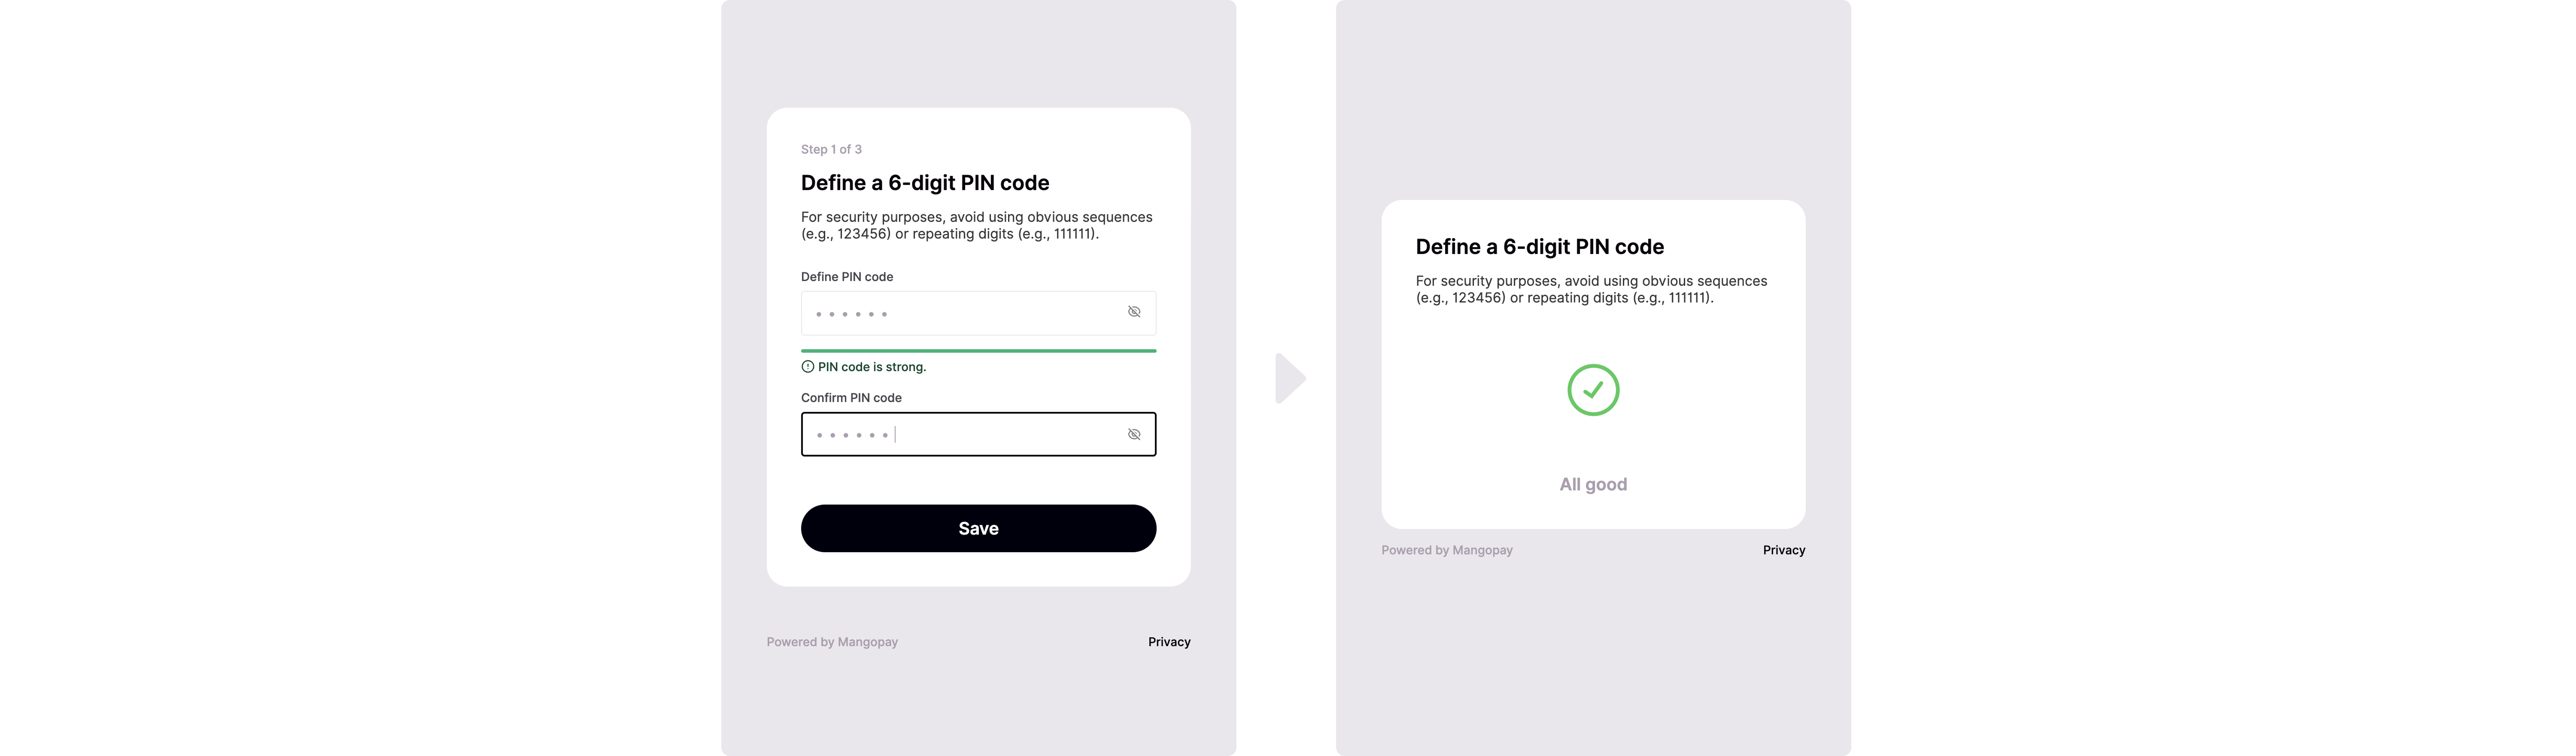 Step 1 of 3
Define a 6-digit PIN code
For security purposes, avoid using obvious sequences
(e.g., 123456) or repeating digits (e.g., 111111).
Define PIN code
PIN code is strong.
Confirm PIN code
Save
Powered by Mangopay
Privacy
Define a 6-digit PIN code
For security purposes, avoid using obvious sequences
(e.g., 123456) or repeating digits (e.g., 111111).
All good
Powered by Mangopay
Privacy